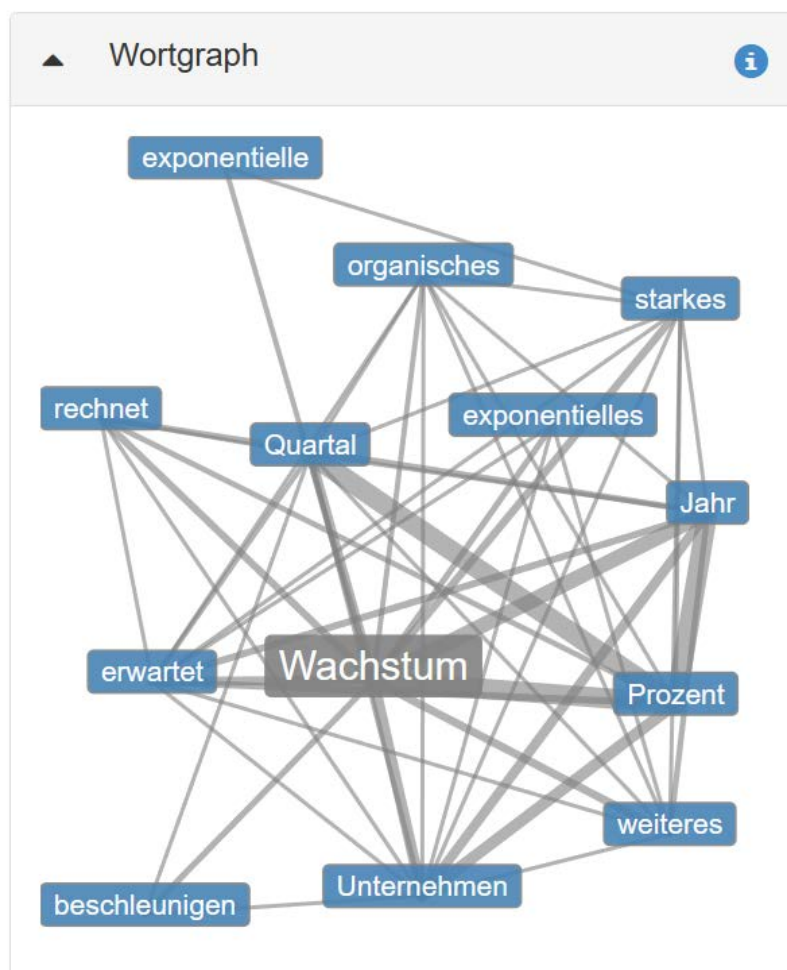 Wortgraph
exponentielle
organisches
starkes
rechnet
exponentielles
Quartal
Jahr
erwartet
Wachstum
Prozent
weiteres
Unternehmen
beschleunigen